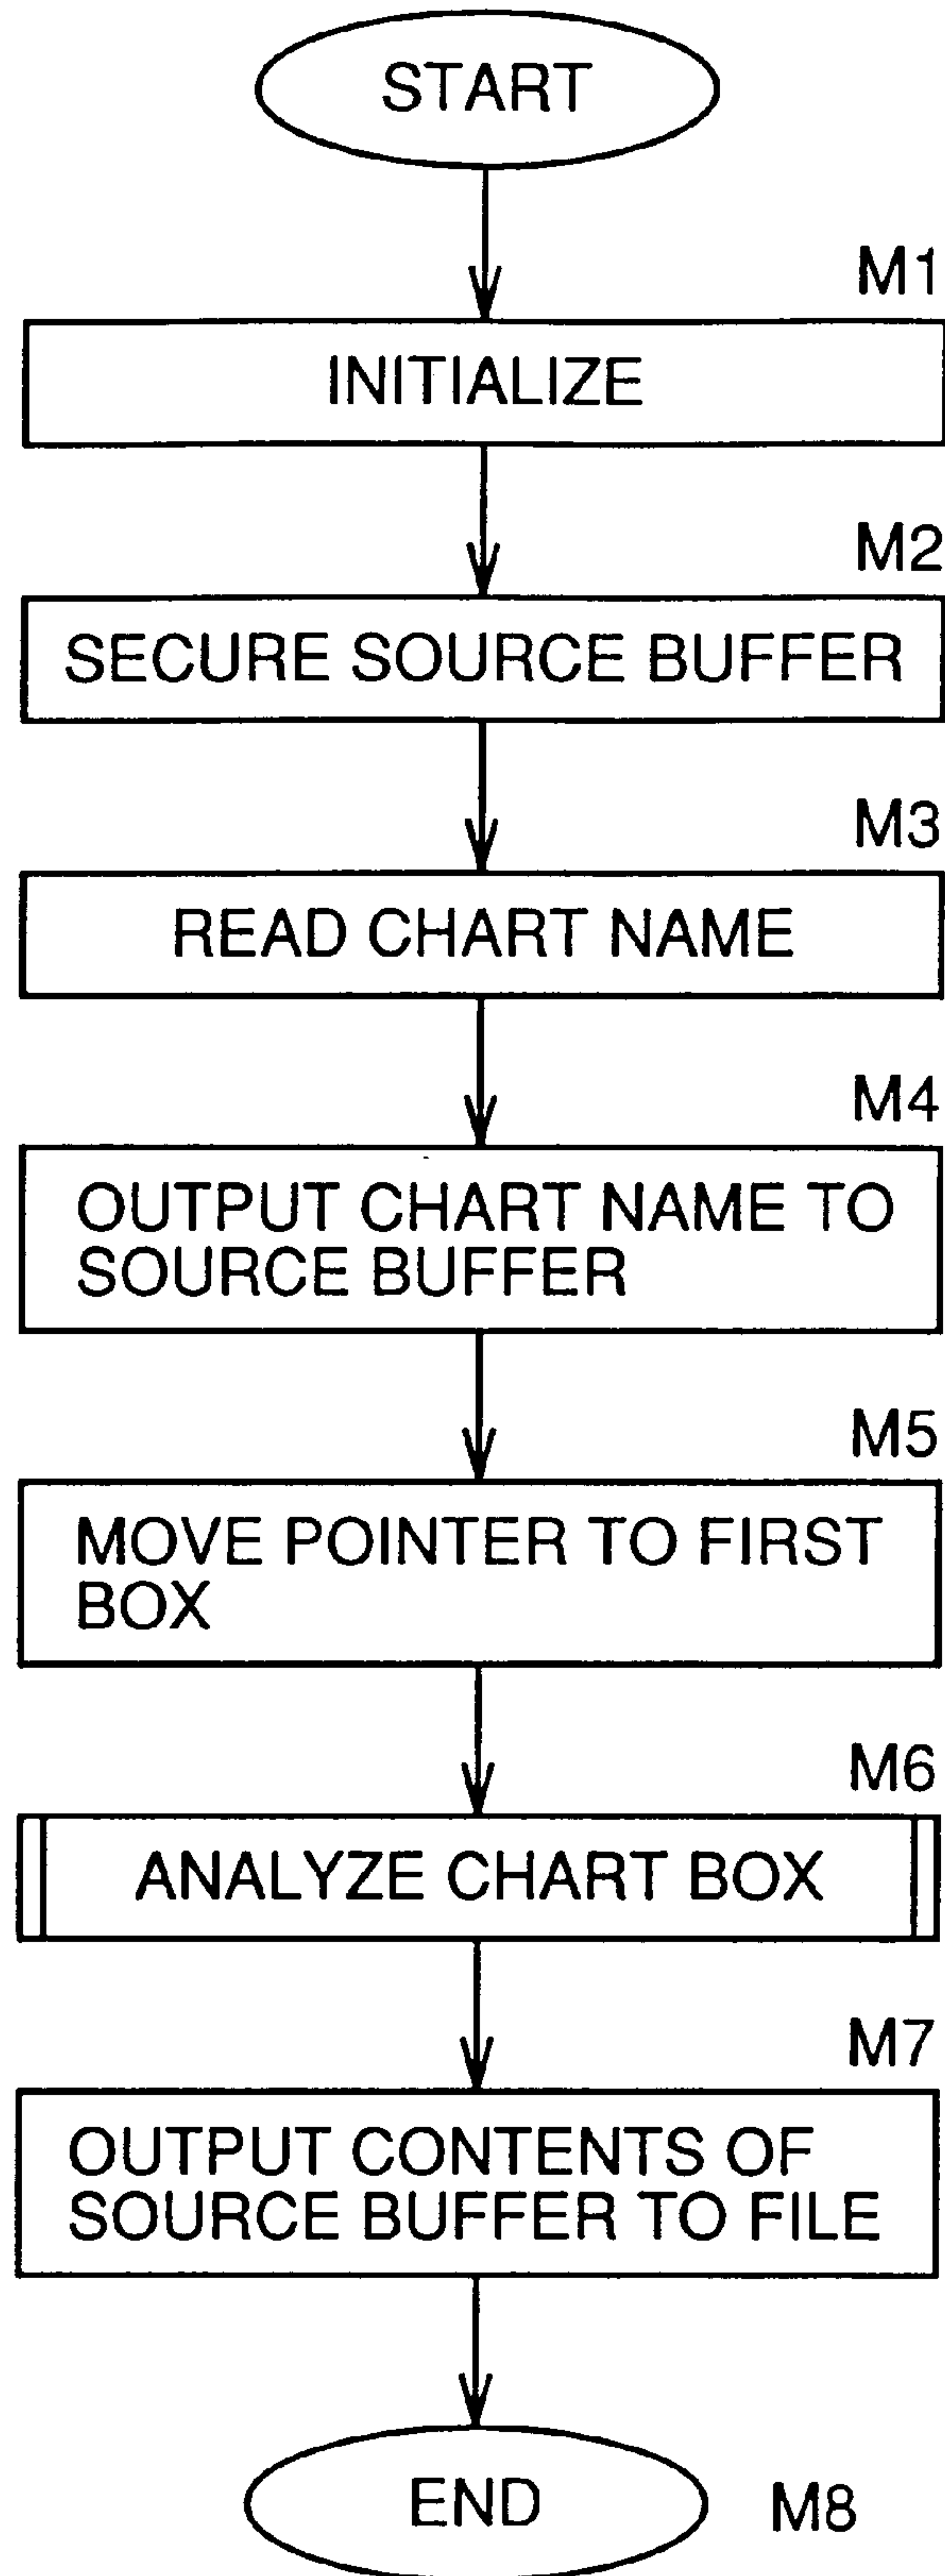 START
M1
INITIALIZE
M2
SECURE SOURCE BUFFER
M3
READ CHART NAME
M4
OUTPUT CHART NAME TO
SOURCE BUFFER
M5
MOVE POINTER TO FIRST
BOX
M6
ANALYZE CHART BOX
M7
OUTPUT CONTENTS OF
SOURCE BUFFER TO FILE
END
M8